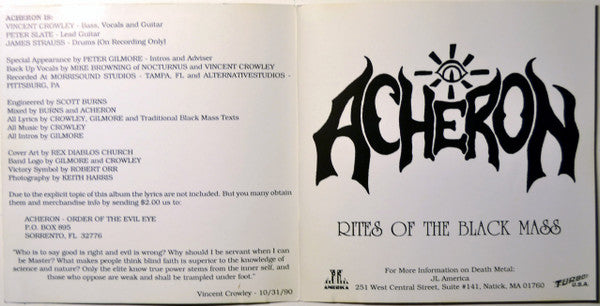 ACHERON IS:
VINCENT CROWLEY - Bass, Vocals and Guitar
PETER SLATE - Lead Guitar
JAMES STRAUSS - Drums (On Recording Only)
Special Appearance by PETER GILMORE - Intros and Adviser
Back Up Vocals by MIKE BROWNING of NOCTURNUS and VINCENT CROWLEY
Recorded At MORRISOUND STUDIOS - TAMPA, FL and ALTERNATIVESTUDIOS -
PITTSBURG, PA
Engineered by SCOTT BURNS
Mixed by BURNS and ACHERON
All Lyrics by CROWLEY, GILMORE and Traditional Black Mass Texts
All Music by CROWLEY
All Intros by GILMORE
Cover Art by REX DIABLOS CHURCH
Band Logo by GILMORE and CROWLEY
Victory Symbol by ROBERT ORR
Photography by KEITH HARRIS
Due to the explicit topic of this album the lyrics are not included. But you many obtain
them and merchandise info by sending $2.00 us to:
ACHERON - ORDER OF THE EVIL EYE
P.O. BOX 895
SORRENTO, FL 32776
"Who is to say good is right and evil is wrong? Why should I be servant when I can
be Master? What makes people think blind faith is superior to the knowledge of
science and nature? Only the elite know true power stems from the inner self, and
those who oppose are weak and shall be trampled under foot."
Vincent Crowley - 10/31/90
ACHERON
RITES OF THE BLACK MASS
For More Information on Death Metal:
JL America
251 West Central Street, Suite #141, Natick, MA 01760
AMERICA
TURBO!
U.S.A.